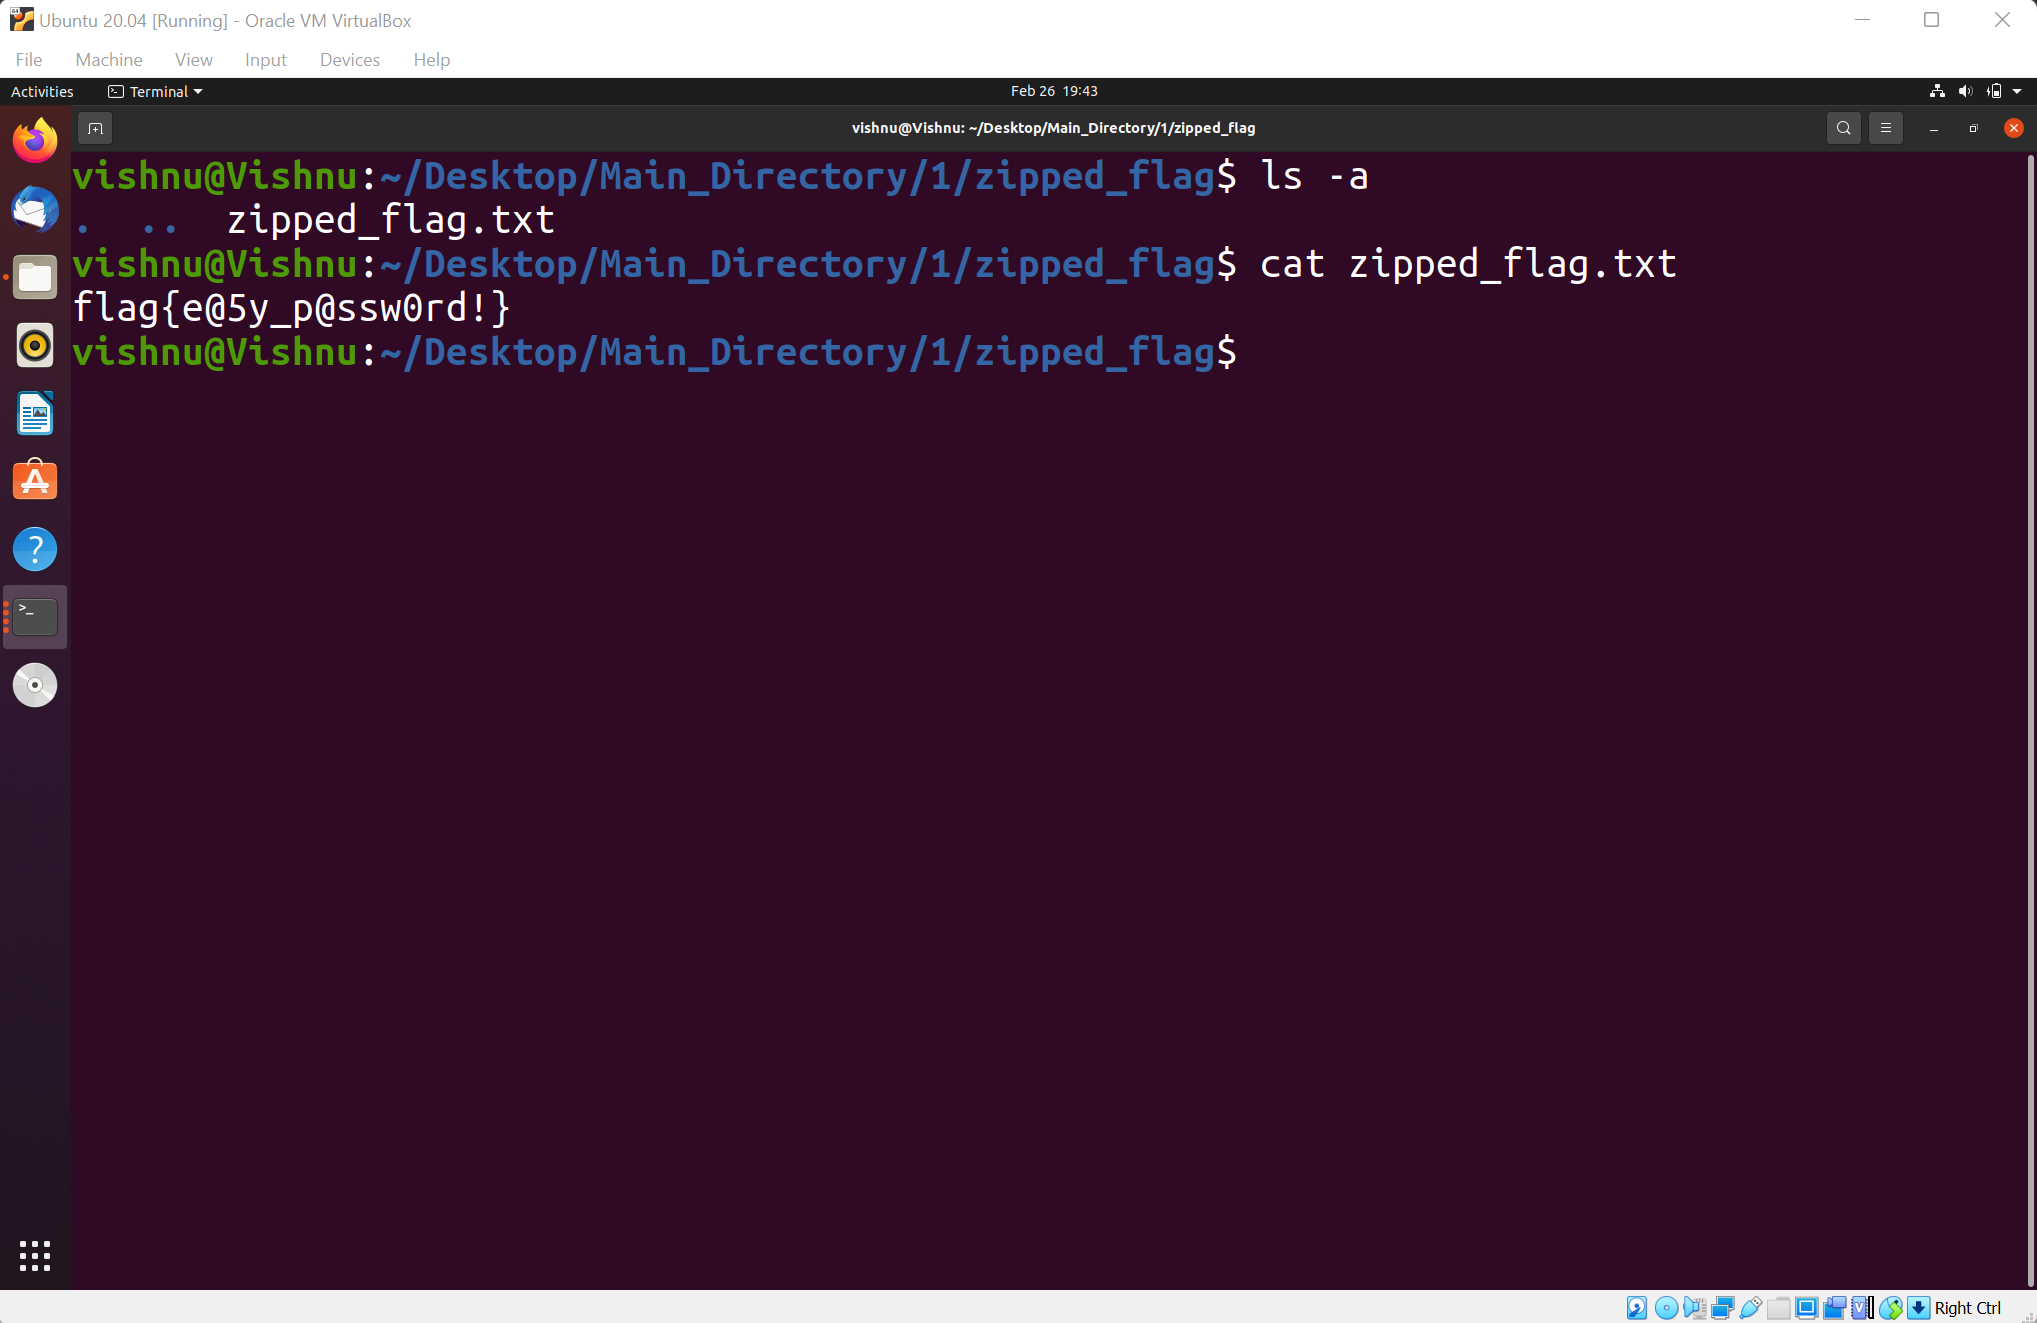 Ubuntu 20.04 [Running] - Oracle VM VirtualBox
File Machine View Input Devices Help
Activities Terminal Feb 26 19:43
vishnu@Vishnu: ~/Desktop/Main_Directory/1/zipped_flag
vishnu@Vishnu:~/Desktop/Main_Directory/1/zipped_flag$ ls -a
. .. zipped_flag.txt
vishnu@Vishnu:~/Desktop/Main_Directory/1/zipped_flag$ cat zipped_flag.txt
flag{e@5y_p@ssw0rd!}
vishnu@Vishnu:~/Desktop/Main_Directory/1/zipped_flag$
Right Ctrl